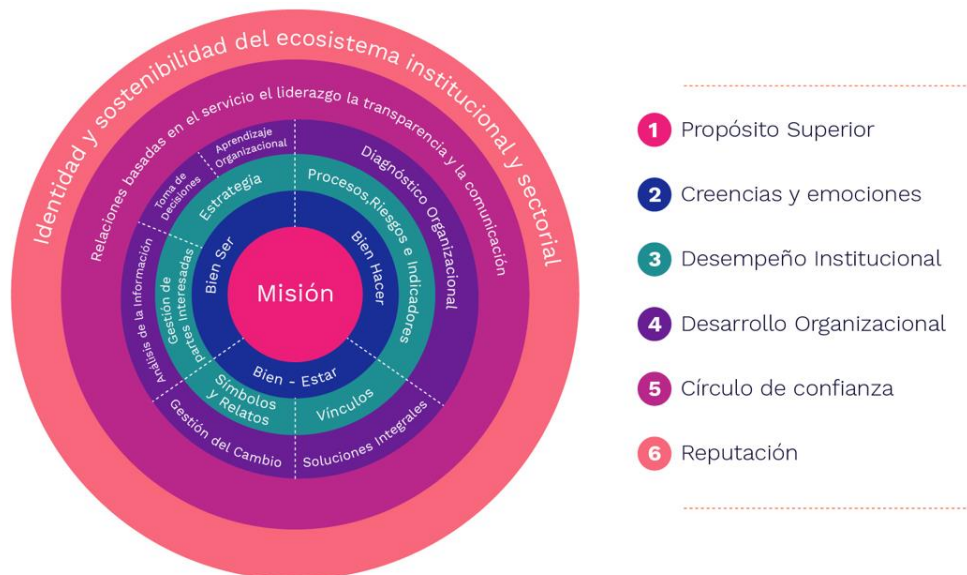 Identidad y sostenibilidad del ecosistema institucional y sectorial
Relaciones basadas en el servicio el liderazgo la transparencia y la comunicación
Aprendizaje
Organizacional
Toma de
Decisiones
Análisis de la Información
Diagnóstico Organizacional
Gestión del Cambio
Soluciones Integrales
Estrategia
Procesos,Riesgos e Indicadores
Gestión de
partes Interesadas
Símbolos
y Relatos
Vínculos
Bien Ser
Bien Hacer
Bien - Estar
Misión
1 Propósito Superior
2 Creencias y emociones
3 Desempeño Institucional
4 Desarrollo Organizacional
5 Círculo de confianza
6 Reputación